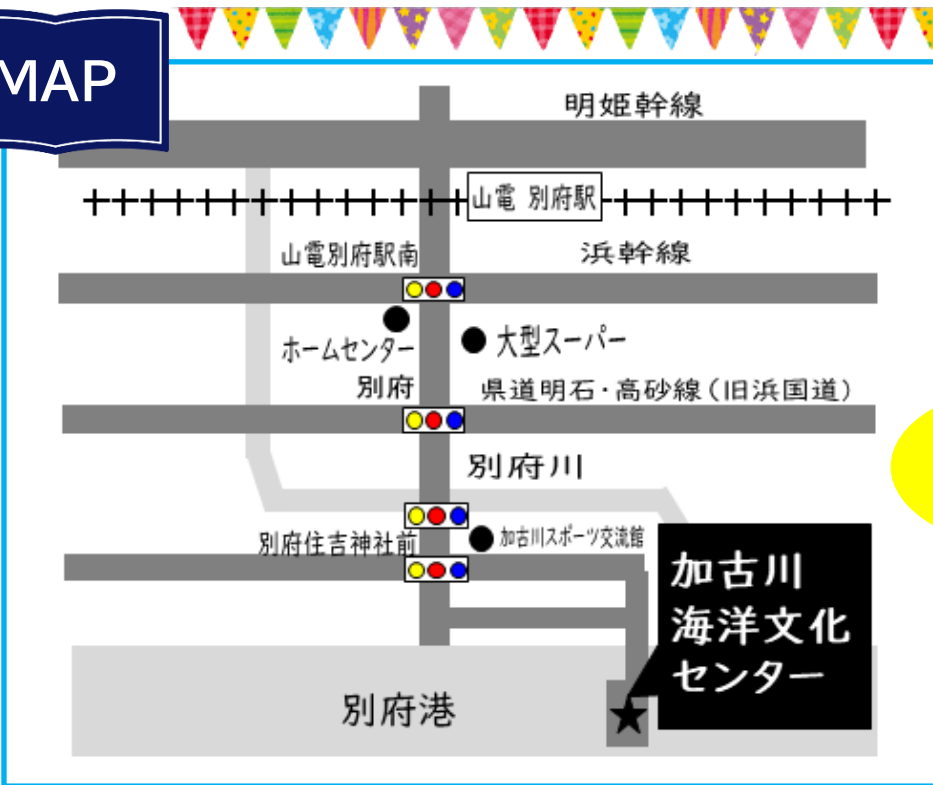 MAP
明姫幹線
山電 別府駅
山電別府駅南
浜幹線
ホームセンター
大型スーパー
別府
県道明石・高砂線(旧浜国道)
別府川
別府住吉神社前
加古川スポーツ交流館
加古川
海洋文化
センター
別府港